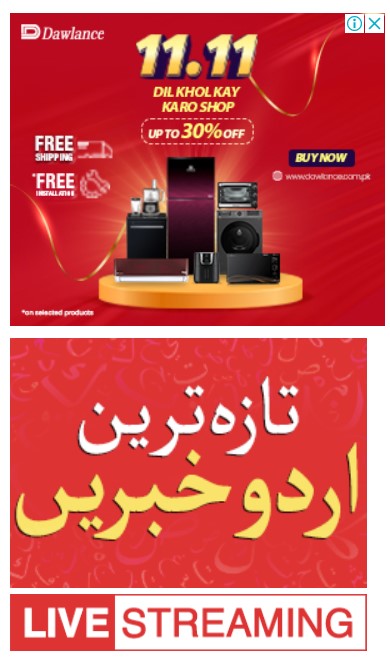 Dawlance
11.11
DIL KHOL KAY
KARO SHOP
UP TO 30% OFF
FREE
SHIPPING
*FREE
INSTALLATION
BUY NOW
www.dawlance.com.pk
*on selected products
تازہ ترین
اردو خبریں
LIVE STREAMING